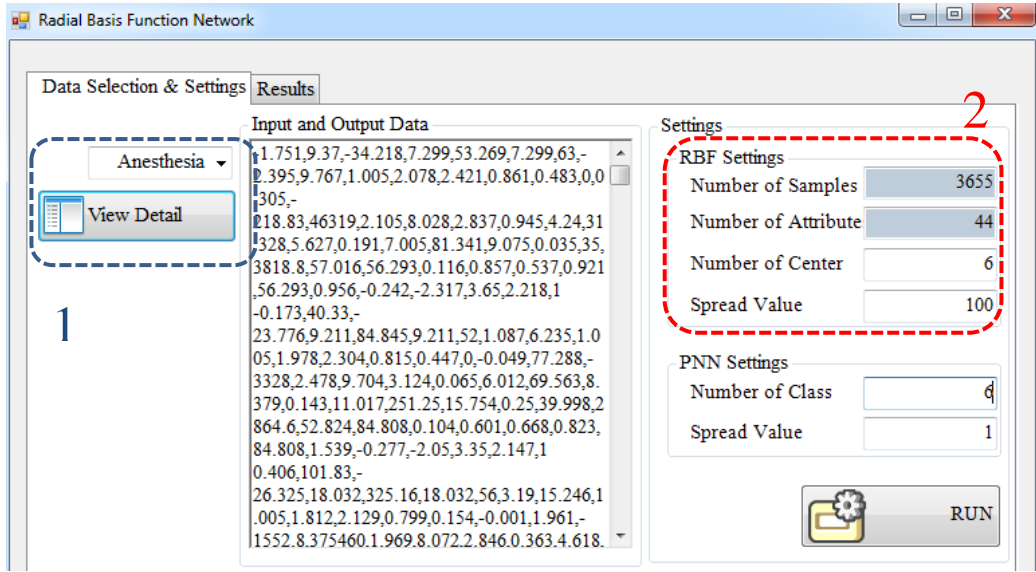 Radial Basis Function Network
Data Selection & Settings
Results
1
Anesthesia
View Detail
Input and Output Data
-1.751,9.37,-34.218,7.299,53.269,7.299,63,-
2.395,9.767,1.005,2.078,2.421,0.861,0.483,0,0
.305,-
218.83,46319,2.105,8.028,2.837,0.945,4.24,31
.328,5.627,0.191,7.005,81.341,9.075,0.035,35,
3818.8,57.016,56.293,0.116,0.857,0.537,0.921
,56.293,0.956,-0.242,-2.317,3.65,2.218,1
-0.173,40.33,-
23.776,9.211,84.845,9.211,52,1.087,6.235,1.0
05,1.978,2.304,0.815,0.447,0,-0.049,77.288,-
3328,2.478,9.704,3.124,0.065,6.012,69.563,8.
379,0.143,11.017,251.25,15.754,0.25,39.998,2
864.6,52.824,84.808,0.104,0.601,0.668,0.823,
84.808,1.539,-0.277,-2.05,3.35,2.147,1
0.406,101.83,-
26.325,18.032,325.16,18.032,56,3.19,15.246,1
.005,1.812,2.129,0.799,0.154,-0.001,1.961,-
1552.8,375460,1.969,8.072,2.846,0.363,4.618,
Settings
2
RBF Settings
Number of Samples 3655
Number of Attribute 44
Number of Center 6
Spread Value 100
PNN Settings
Number of Class 6
Spread Value 1
RUN